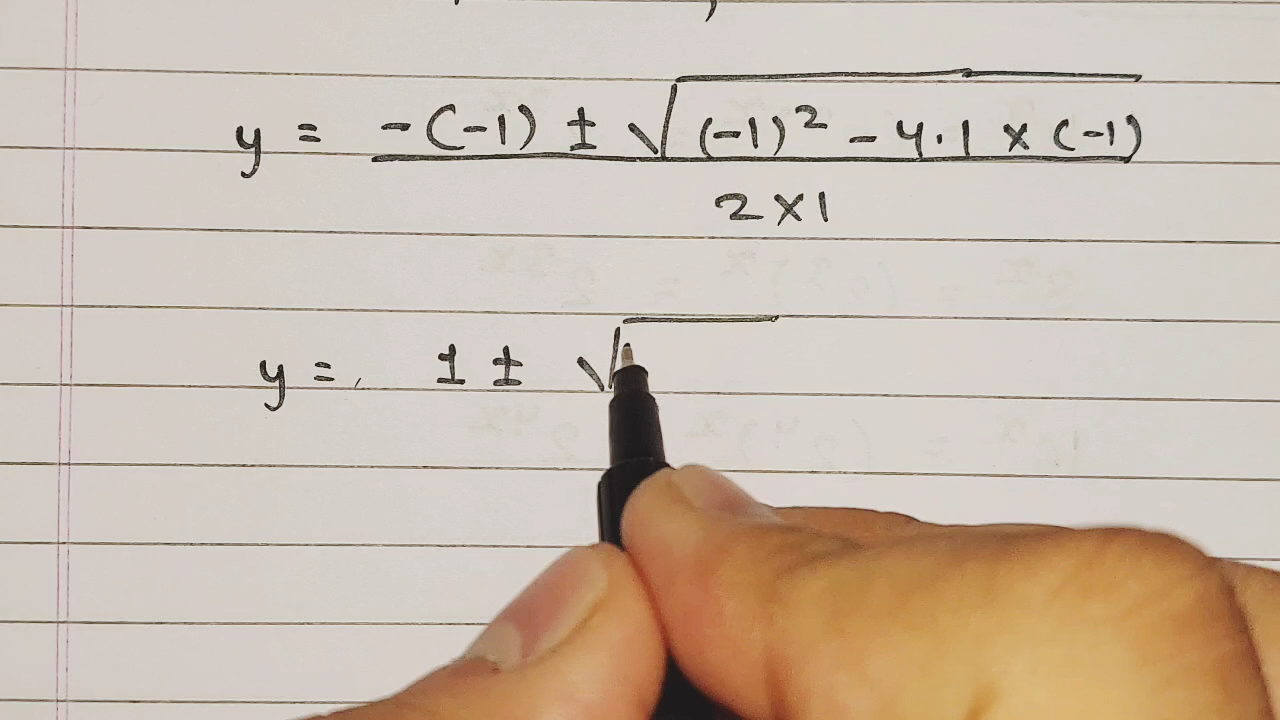 y = -(-1) ± √(-1)² - 4.1 × (-1)
2×1
y = 1 ± √